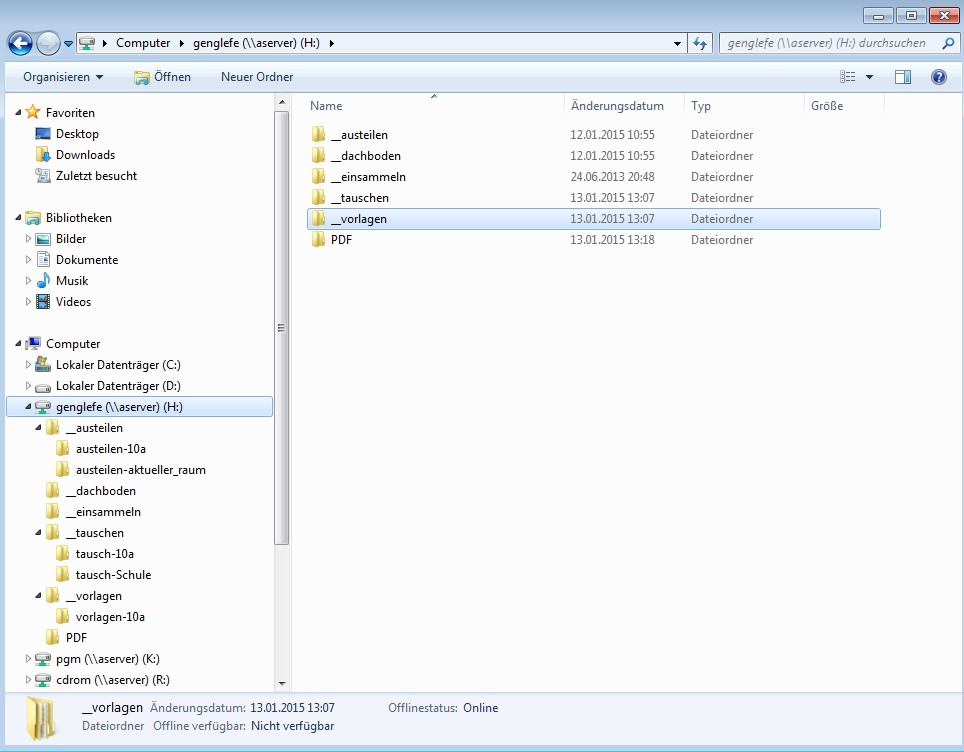 Computer genglefe (\\aserver) (H:) genglefe (\\aserver) (H:) durchsuchen
Organisieren Öffnen Neuer Ordner
Favoriten
Desktop
Downloads
Zuletzt besucht
Bibliotheken
Bilder
Dokumente
Musik
Videos
Computer
Lokaler Datenträger (C:)
Lokaler Datenträger (D:)
genglefe (\\aserver) (H:)
__austeilen
austeilen-10a
austeilen-aktueller_raum
__dachboden
__einsammeln
__tauschen
tausch-10a
tausch-Schule
__vorlagen
vorlagen-10a
PDF
pgm (\\aserver) (K:)
cdrom (\\aserver) (R:)
Name Änderungsdatum Typ Größe
__austeilen 12.01.2015 10:55 Dateiordner
__dachboden 12.01.2015 10:55 Dateiordner
__einsammeln 24.06.2013 20:48 Dateiordner
__tauschen 13.01.2015 13:07 Dateiordner
__vorlagen 13.01.2015 13:07 Dateiordner
PDF 13.01.2015 13:18 Dateiordner
__vorlagen Änderungsdatum: 13.01.2015 13:07 Offlinestatus: Online
Dateiordner Offline verfügbar: Nicht verfügbar